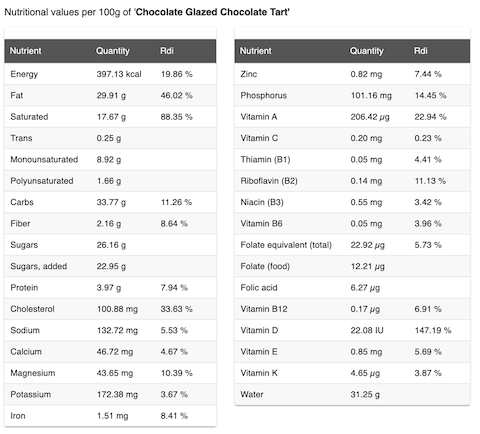 Nutritional values per 100g of 'Chocolate Glazed Chocolate Tart'
Nutrient Quantity Rdi
Energy 397.13 kcal 19.86 %
Fat 29.91 g 46.02 %
Saturated 17.67 g 88.35 %
Trans 0.25 g
Monounsaturated 8.92 g
Polyunsaturated 1.66 g
Carbs 33.77 g 11.26 %
Fiber 2.16 g 8.64 %
Sugars 26.16 g
Sugars, added 22.95 g
Protein 3.97 g 7.94 %
Cholesterol 100.88 mg 33.63 %
Sodium 132.72 mg 5.53 %
Calcium 46.72 mg 4.67 %
Magnesium 43.65 mg 10.39 %
Potassium 172.38 mg 3.67 %
Iron 1.51 mg 8.41 %
Nutrient Quantity Rdi
Zinc 0.82 mg 7.44 %
Phosphorus 101.16 mg 14.45 %
Vitamin A 206.42 µg 22.94 %
Vitamin C 0.20 mg 0.23 %
Thiamin (B1) 0.05 mg 4.41 %
Riboflavin (B2) 0.14 mg 11.13 %
Niacin (B3) 0.55 mg 3.42 %
Vitamin B6 0.05 mg 3.96 %
Folate equivalent (total) 22.92 µg 5.73 %
Folate (food) 12.21 µg
Folic acid 6.27 µg
Vitamin B12 0.17 µg 6.91 %
Vitamin D 22.08 IU 147.19 %
Vitamin E 0.85 mg 5.69 %
Vitamin K 4.65 µg 3.87 %
Water 31.25 g